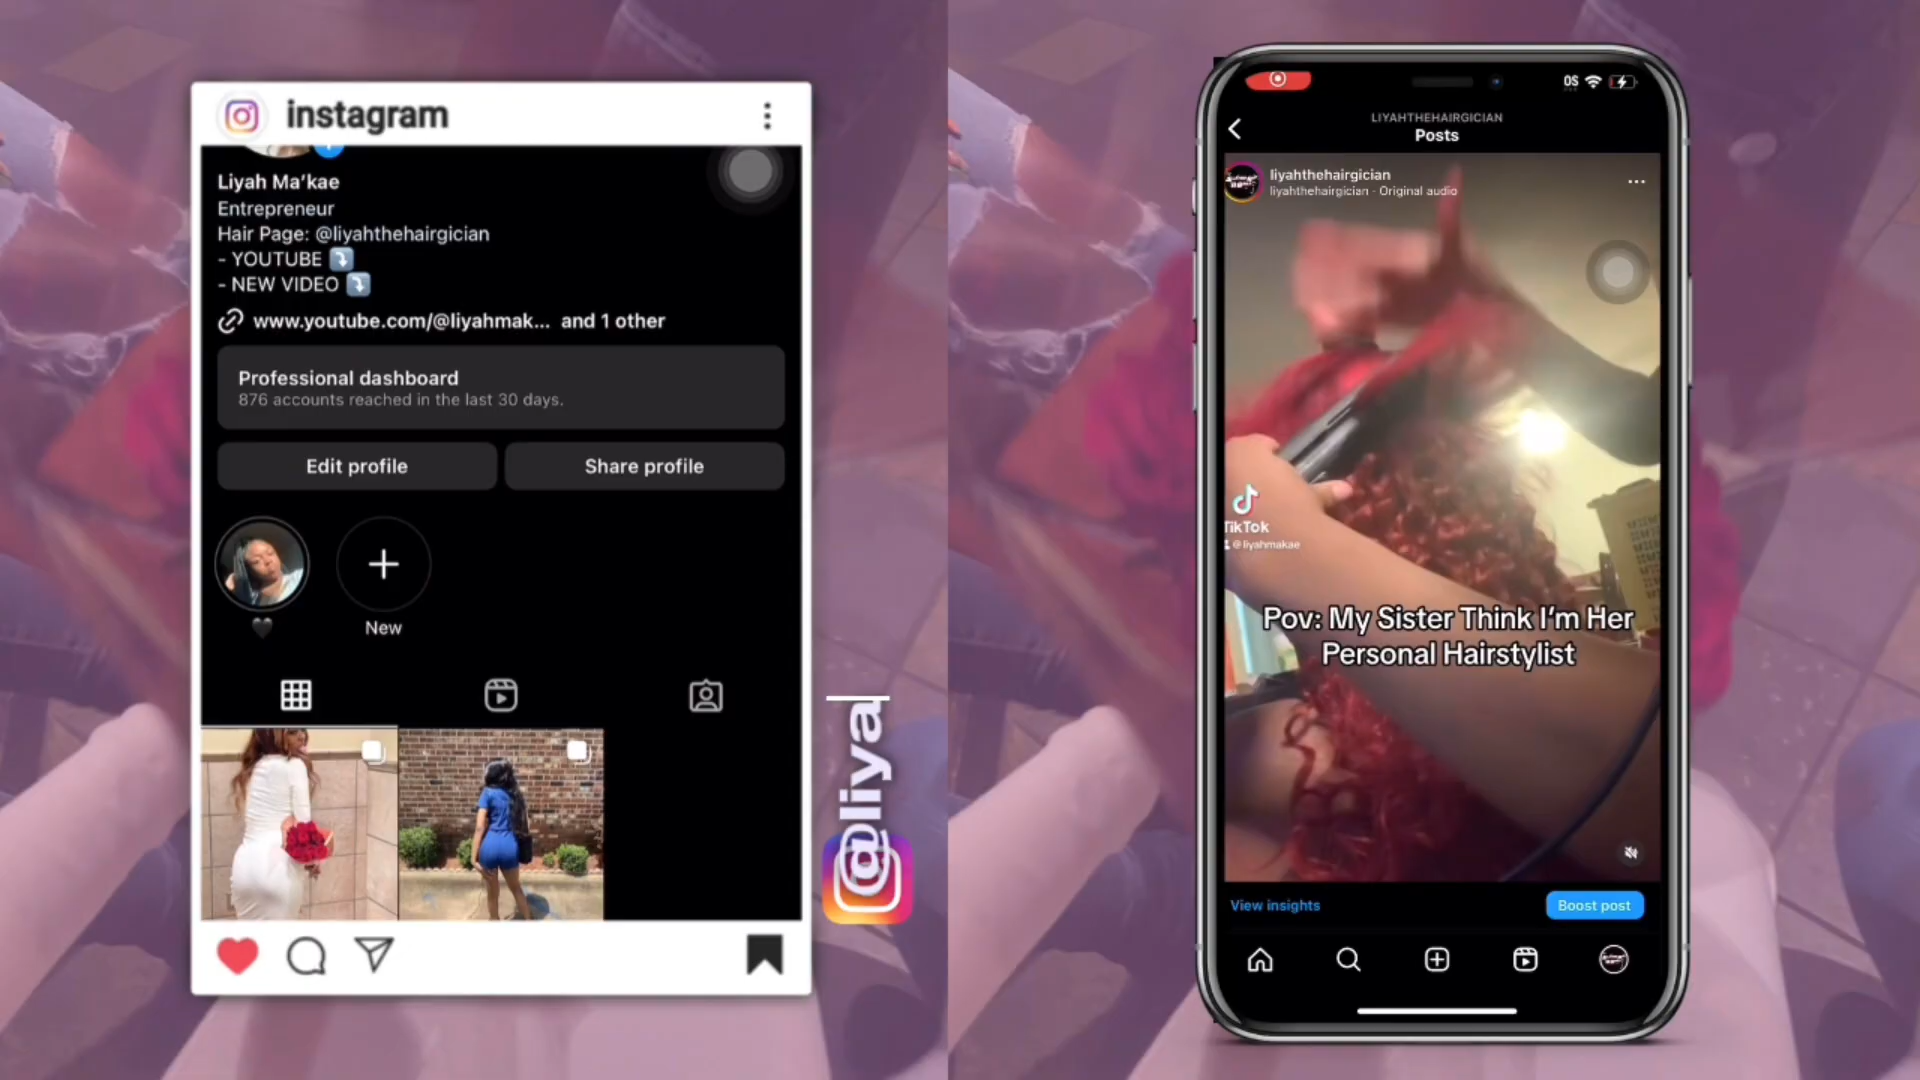 instagram
Liyah Ma’kae
Entrepreneur
Hair Page: @liyahthehairgician
- YOUTUBE ⤵️
- NEW VIDEO ⤵️
www.youtube.com/@liyahmak... and 1 other
Professional dashboard
876 accounts reached in the last 30 days.
Edit profile
Share profile
🖤
New
@liya
OS
LIYAHTHEHAIRGICIAN
Posts
liyahthehairgician
liyahthehairgician · Original audio
TikTok
@liyahmakae
Pov: My Sister Think I’m Her
Personal Hairstylist
View insights
Boost post